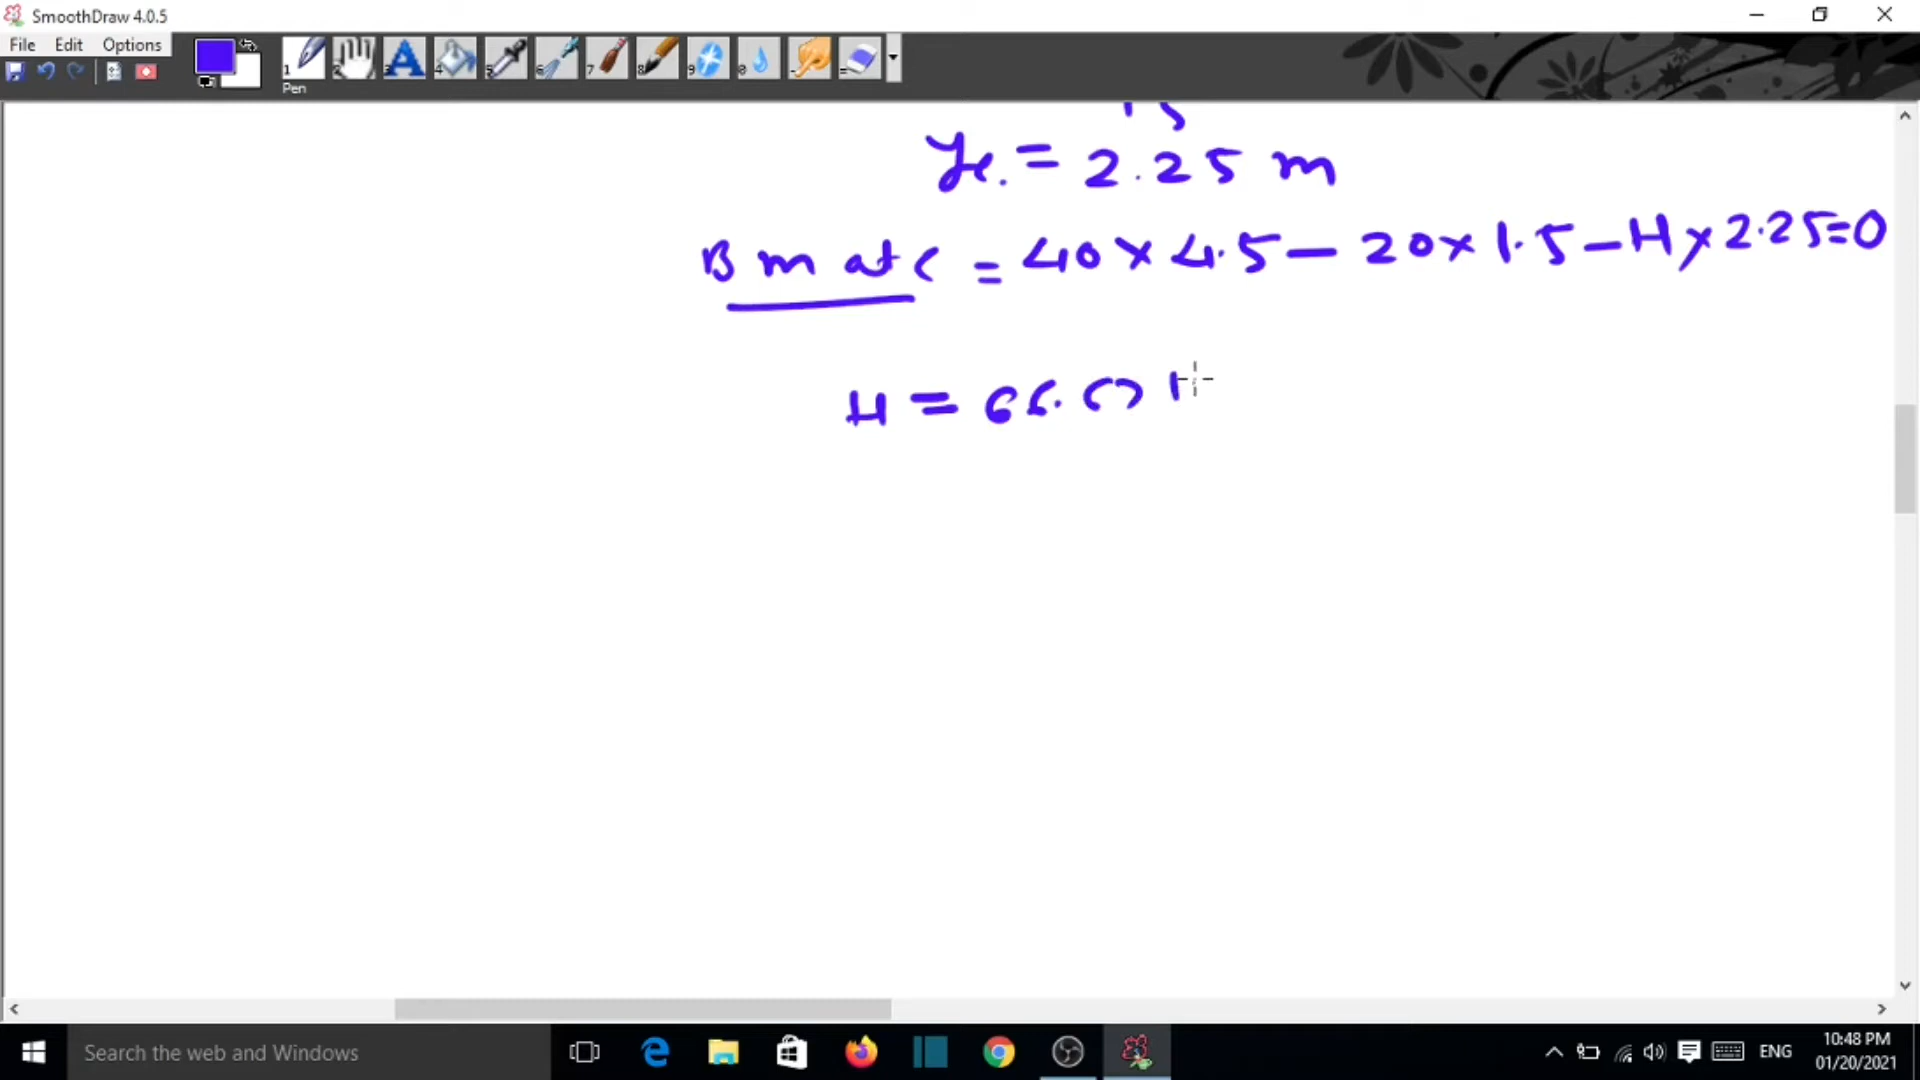 SmoothDraw 4.0.5
File Edit Options
Pen
yc. = 2.25 m
B m at C = 40 × 4.5 − 20 × 1.5 − H × 2.25 = 0
H = 66.67
Search the web and Windows
ENG
10:48 PM
01/20/2021